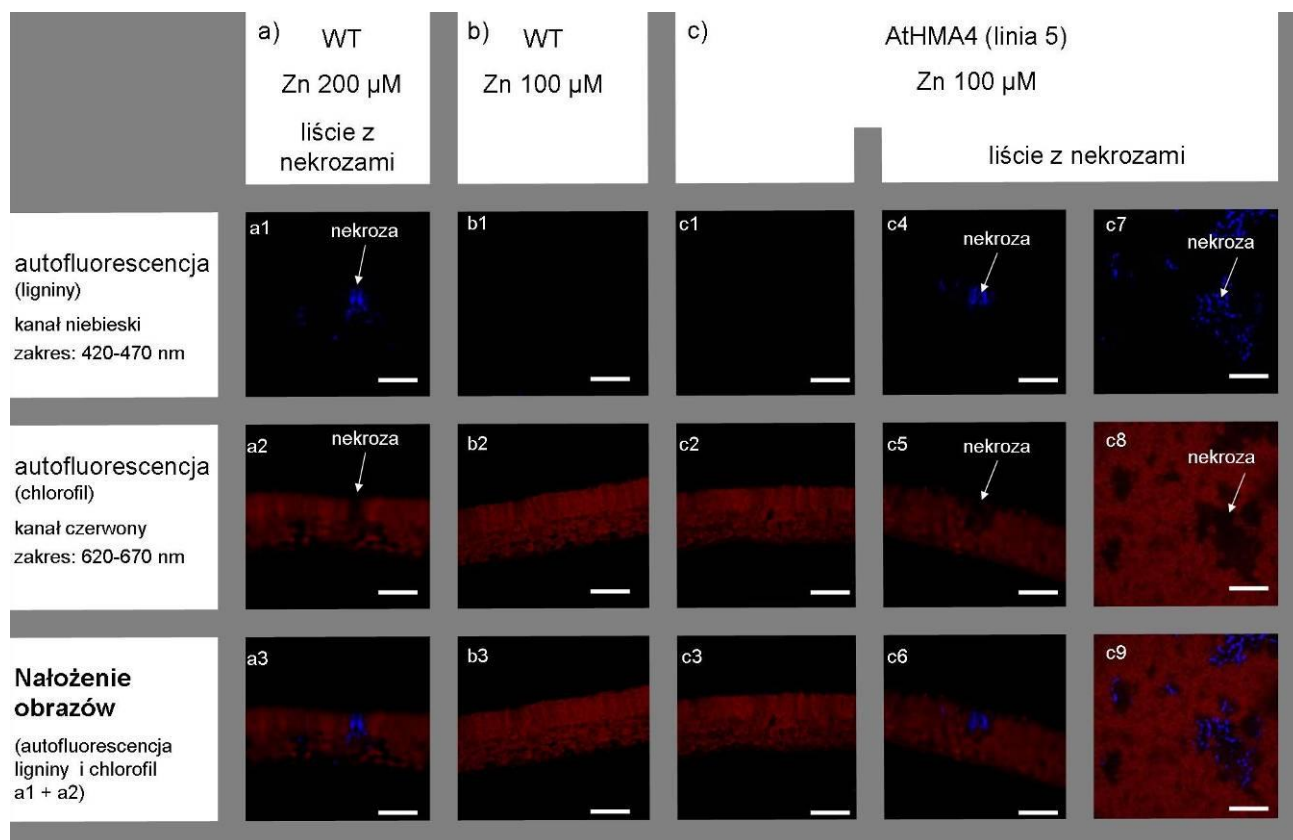 a)
WT
Zn 200 µM
liście z
nekrozami
b)
WT
Zn 100 µM
c)
AtHMA4 (linia 5)
Zn 100 µM
liście z nekrozami
autofluorescencja
(ligniny)
kanał niebieski
zakres: 420-470 nm
a1
nekroza
b1
c1
c4
nekroza
c7
nekroza
autofluorescencja
(chlorofil)
kanał czerwony
zakres: 620-670 nm
a2
nekroza
b2
c2
c5
nekroza
c8
nekroza
Nałożenie
obrazów
(autofluorescencja
ligniny i chlorofil
a1 + a2)
a3
b3
c3
c6
c9